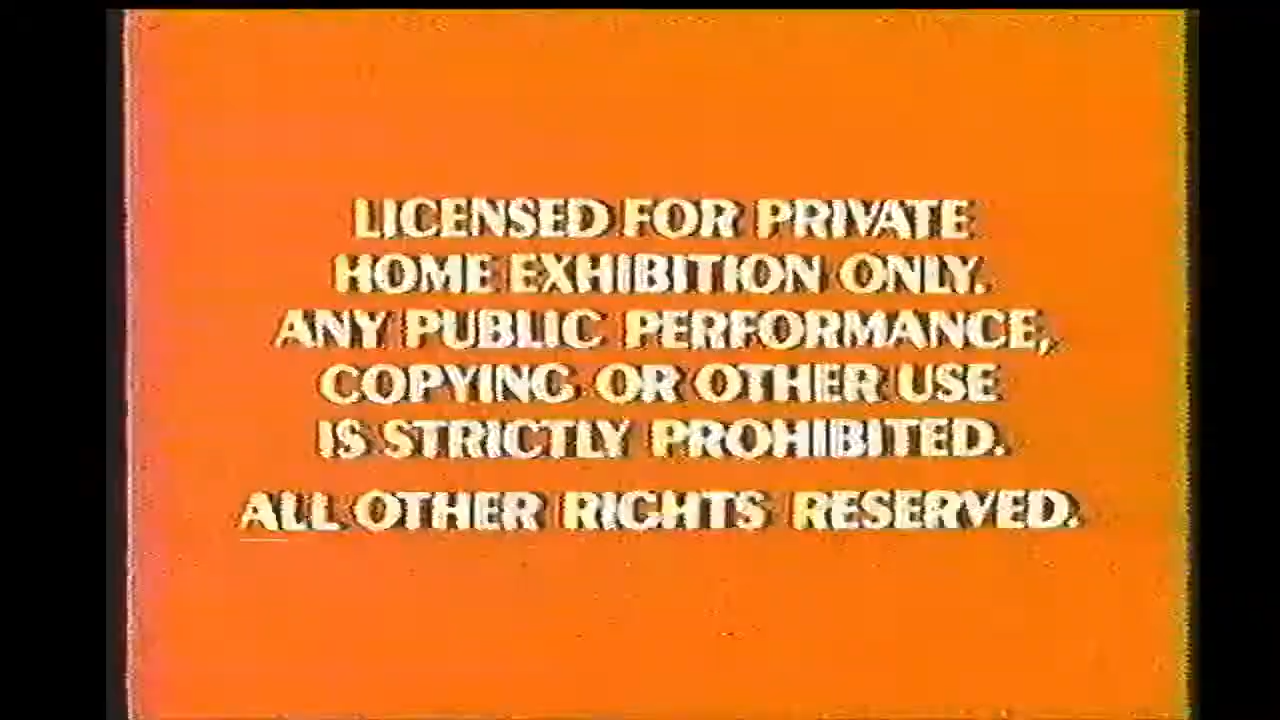 LICENSED FOR PRIVATE
HOME EXHIBITION ONLY.
ANY PUBLIC PERFORMANCE,
COPYING OR OTHER USE
IS STRICTLY PROHIBITED.
ALL OTHER RIGHTS RESERVED.